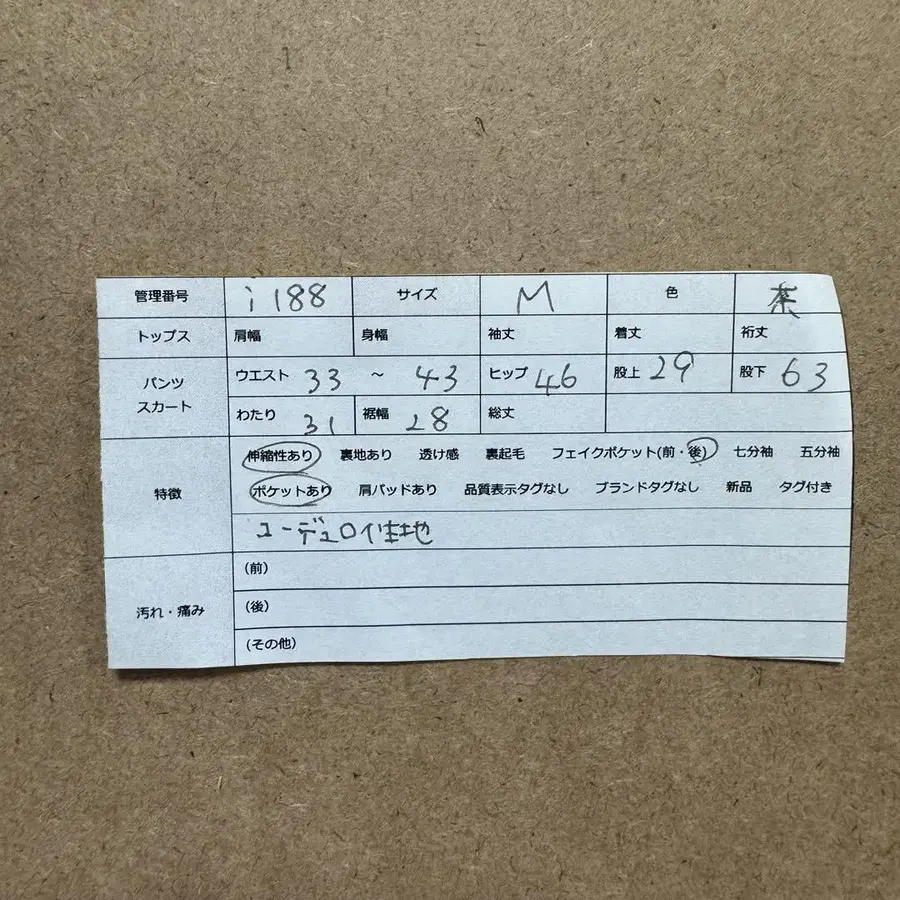 管理番号 i188 サイズ M 色 茶
トップス 肩幅 身幅 袖丈 着丈 裄丈
パンツ スカート ウエスト 33 ～ 43 ヒップ 46 股上 29 股下 63
わたり 31 裾幅 28 総丈
特徴 伸縮性あり 裏地あり 透け感 裏起毛 フェイクポケット(前・後) 七分袖 五分袖
ポケットあり 肩パッドあり 品質表示タグなし ブランドタグなし 新品 タグ付き
コーデュロイ生地
汚れ・痛み (前)
(後)
(その他)